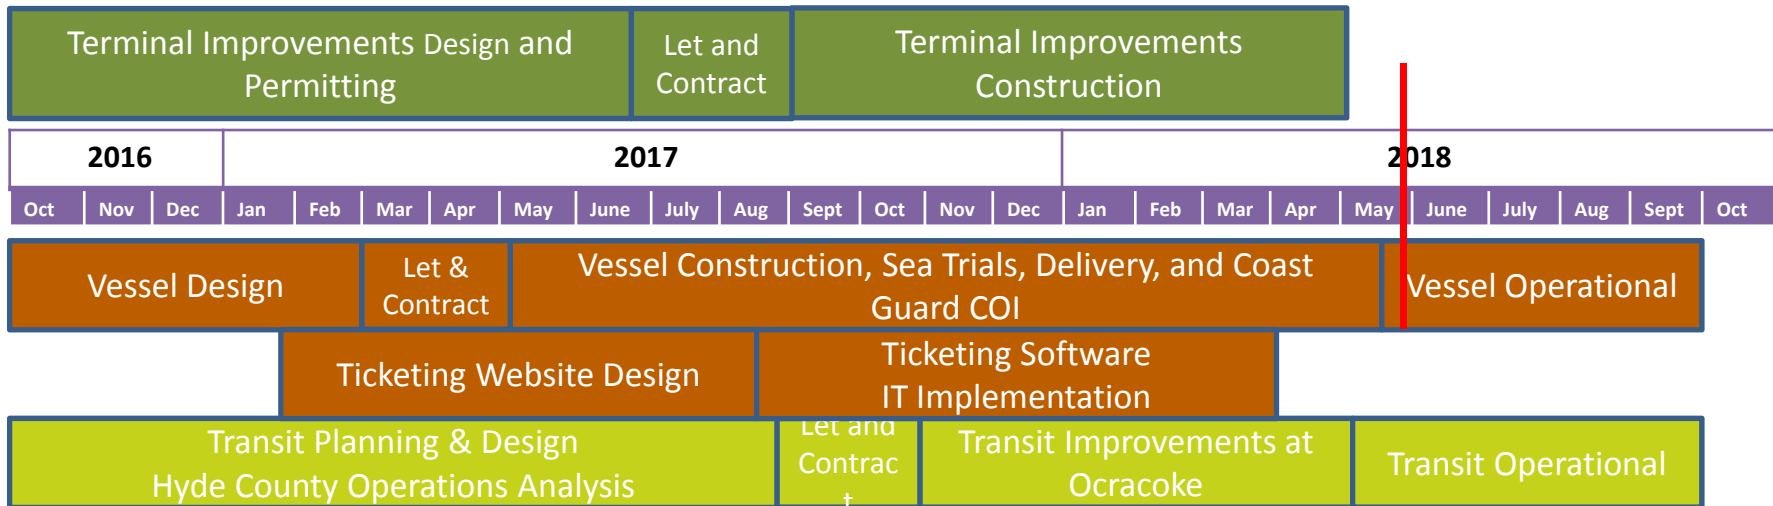 Terminal Improvements Design and
Permitting
Let and
Contract
Terminal Improvements
Construction
2016 2017 2018
Oct Nov Dec Jan Feb Mar Apr May June July Aug Sept Oct Nov Dec Jan Feb Mar Apr May June July Aug Sept Oct
Vessel Design
Let &
Contract
Vessel Construction, Sea Trials, Delivery, and Coast
Guard COI
Vessel Operational
Ticketing Website Design
Ticketing Software
IT Implementation
Transit Planning & Design
Hyde County Operations Analysis
Let and
Contrac
t
Transit Improvements at
Ocracoke
Transit Operational